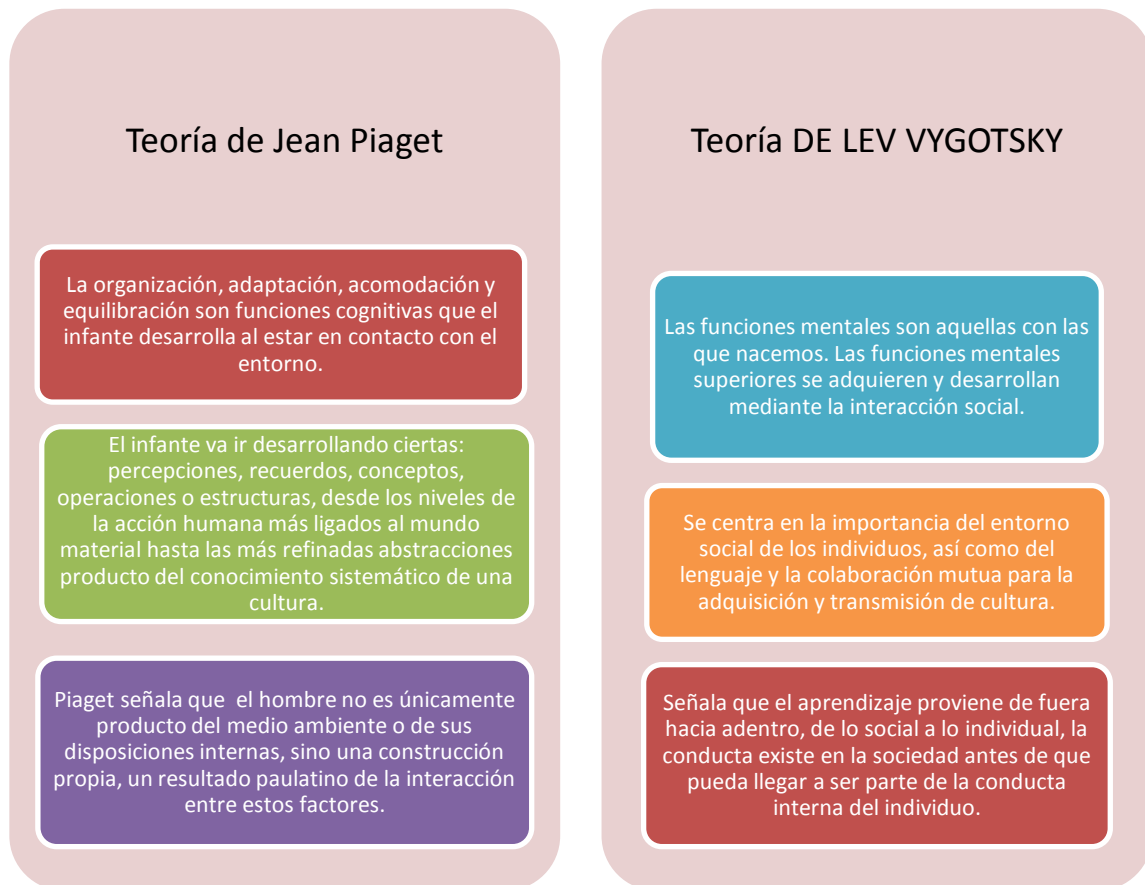 Teoría de Jean Piaget
La organización, adaptación, acomodación y
equilibración son funciones cognitivas que el
infante desarrolla al estar en contacto con el
entorno.
El infante va ir desarrollando ciertas:
percepciones, recuerdos, conceptos,
operaciones o estructuras, desde los niveles de
la acción humana más ligados al mundo
material hasta las más refinadas abstracciones
producto del conocimiento sistemático de una
cultura.
Piaget señala que  el hombre no es únicamente
producto del medio ambiente o de sus
disposiciones internas, sino una construcción
propia, un resultado paulatino de la interacción
entre estos factores.
Teoría DE LEV VYGOTSKY
Las funciones mentales son aquellas con las
que nacemos. Las funciones mentales
superiores se adquieren y desarrollan
mediante la interacción social.
Se centra en la importancia del entorno
social de los individuos, así como del
lenguaje y la colaboración mutua para la
adquisición y transmisión de cultura.
Señala que el aprendizaje proviene de fuera
hacia adentro, de lo social a lo individual, la
conducta existe en la sociedad antes de que
pueda llegar a ser parte de la conducta
interna del individuo.